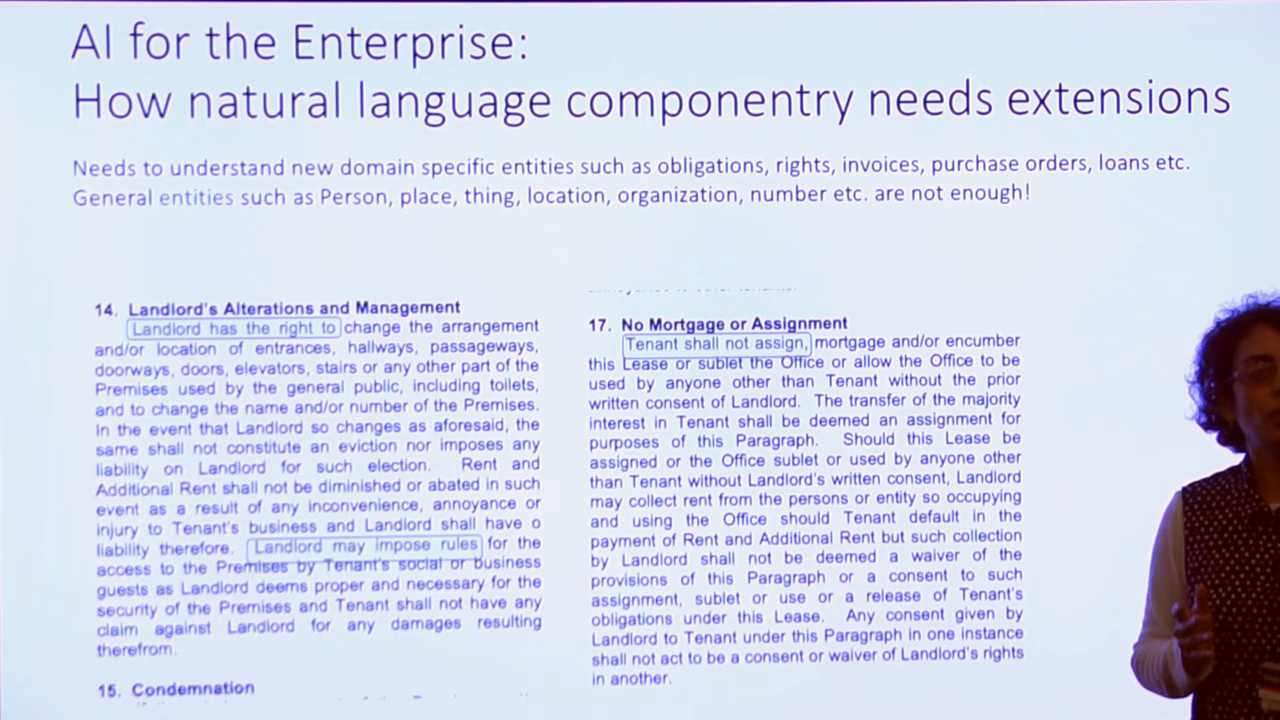 AI for the Enterprise:
How natural language componentry needs extensions
Needs to understand new domain specific entities such as obligations, rights, invoices, purchase orders, loans etc.
General entities such as Person, place, thing, location, organization, number etc. are not enough!
14. Landlord's Alterations and Management
Landlord has the right to change the arrangement
and/or location of entrances, hallways, passageways,
doorways, doors, elevators, stairs or any other part of the
Premises used by the general public, including toilets,
and to change the name and/or number of the Premises.
In the event that Landlord so changes as aforesaid, the
same shall not constitute an eviction nor imposes any
liability on Landlord for such election. Rent and
Additional Rent shall not be diminished or abated in such
event as a result of any inconvenience, annoyance or
injury to Tenant's business and Landlord shall have o
liability therefore. Landlord may impose rules for the
access to the Premises by Tenant's social or business
guests as Landlord deems proper and necessary for the
security of the Premises and Tenant shall not have any
claim against Landlord for any damages resulting
therefrom.
15. Condemnation
17. No Mortgage or Assignment
Tenant shall not assign, mortgage and/or encumber
this Lease or sublet the Office or allow the Office to be
used by anyone other than Tenant without the prior
written consent of Landlord. The transfer of the majority
interest in Tenant shall be deemed an assignment for
purposes of this Paragraph. Should this Lease be
assigned or the Office sublet or used by anyone other
than Tenant without Landlord's written consent, Landlord
may collect rent from the persons or entity so occupying
and using the Office should Tenant default in the
payment of Rent and Additional Rent but such collection
by Landlord shall not be deemed a waiver of the
provisions of this Paragraph or a consent to such
assignment, sublet or use or a release of Tenant's
obligations under this Lease. Any consent given by
Landlord to Tenant under this Paragraph in one instance
shall not act to be a consent or waiver of Landlord's rights
in another.